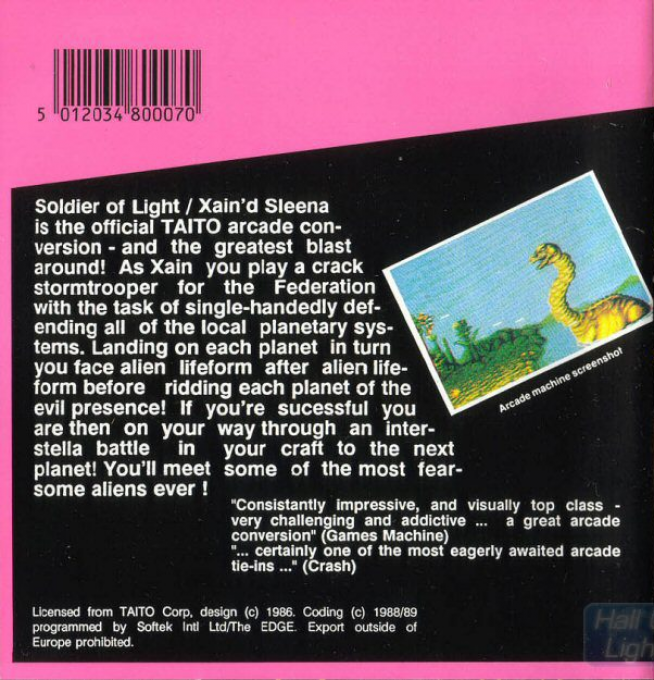 5 012034 800070
Soldier of Light / Xain'd Sleena
is the official TAITO arcade con-
version - and the greatest blast
around! As Xain you play a crack
stormtrooper for the Federation
with the task of single-handedly def-
ending all of the local planetary sys-
tems. Landing on each planet in turn
you face alien lifeform after alien life-
form before ridding each planet of the
evil presence! If you're sucessful you
are then on your way through an inter-
stella battle in your craft to the next
planet! You'll meet some of the most fear-
some aliens ever !
Arcade machine screenshot
"Consistantly impressive, and visually top class -
very challenging and addictive ... a great arcade
conversion" (Games Machine)
"... certainly one of the most eagerly awaited arcade
tie-ins ..." (Crash)
Licensed from TAITO Corp, design (c) 1986. Coding (c) 1988/89
programmed by Softek Intl Ltd/The EDGE. Export outside of
Europe prohibited.
Hall